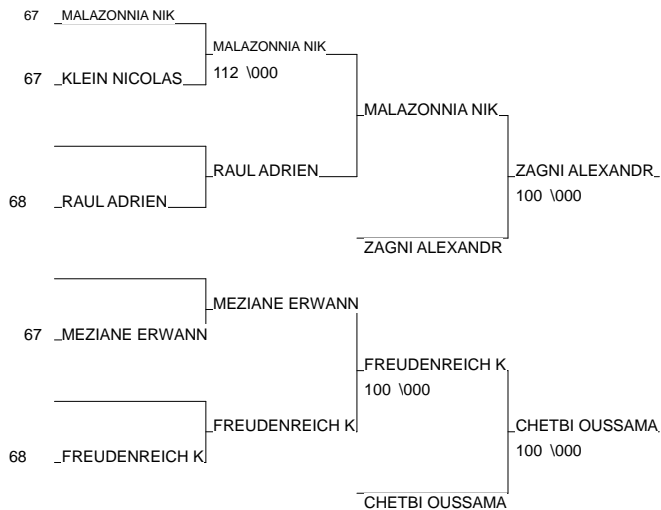 67 MALAZONNIA NIK
MALAZONNIA NIK
67 KLEIN NICOLAS
112 \000
MALAZONNIA NIK
RAUL ADRIEN
ZAGNI ALEXANDR
68 RAUL ADRIEN
100 \000
ZAGNI ALEXANDR
MEZIANE ERWANN
67 MEZIANE ERWANN
FREUDENREICH K
100 \000
FREUDENREICH K
CHETBI OUSSAMA
68 FREUDENREICH K
100 \000
CHETBI OUSSAMA